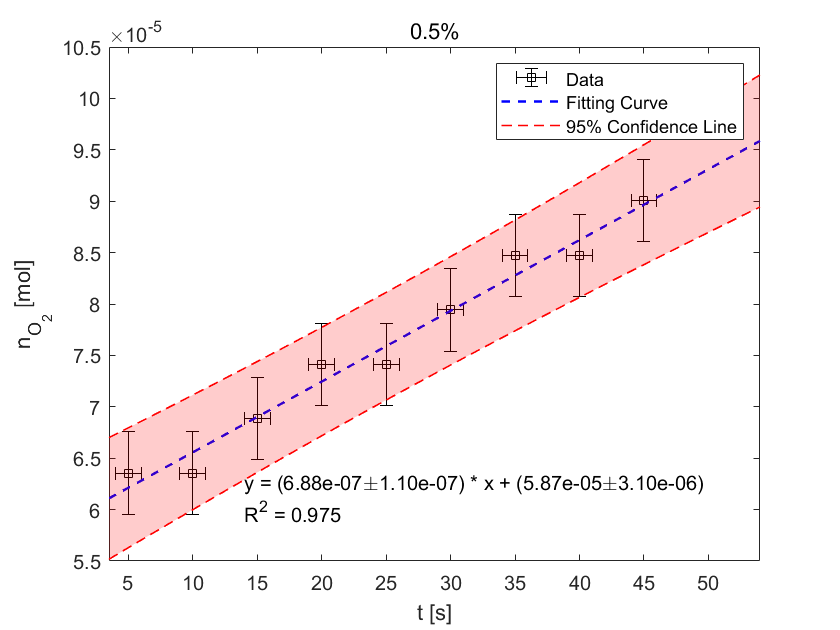 0.5%
×10⁻⁵
10.5
10
9.5
9
8.5
8
7.5
7
6.5
6
5.5
n_O₂ [mol]
Data
Fitting Curve
95% Confidence Line
y = (6.88e-07±1.10e-07) * x + (5.87e-05±3.10e-06)
R² = 0.975
5 10 15 20 25 30 35 40 45 50
t [s]